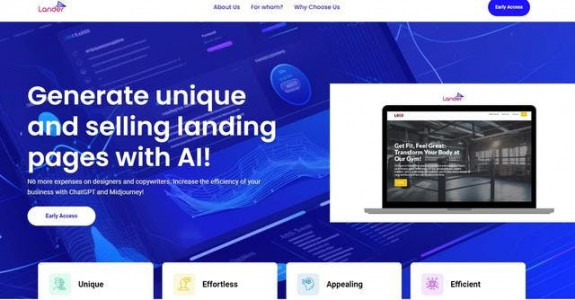 Lander
About Us
For whom?
Why Choose Us
Early Access
Generate unique
and selling landing
pages with AI!
No more expenses on designers and copywriters. Increase the efficiency of your
business with ChatGPT and Midjourney!
Early Access
Lander
Get Fit, Feel Great:
Transform Your Body at
Our Gym!
Unique
Effortless
Appealing
Efficient